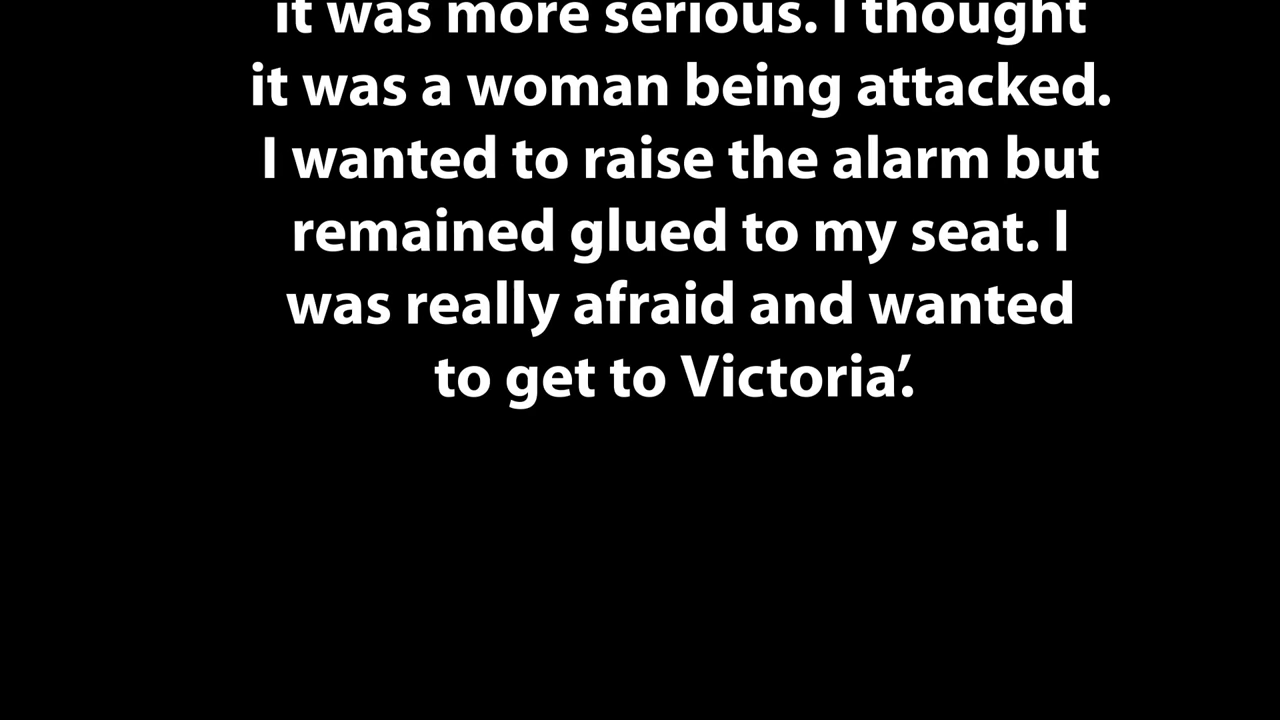 it was more serious. I thought
it was a woman being attacked.
I wanted to raise the alarm but
remained glued to my seat. I
was really afraid and wanted
to get to Victoria’.